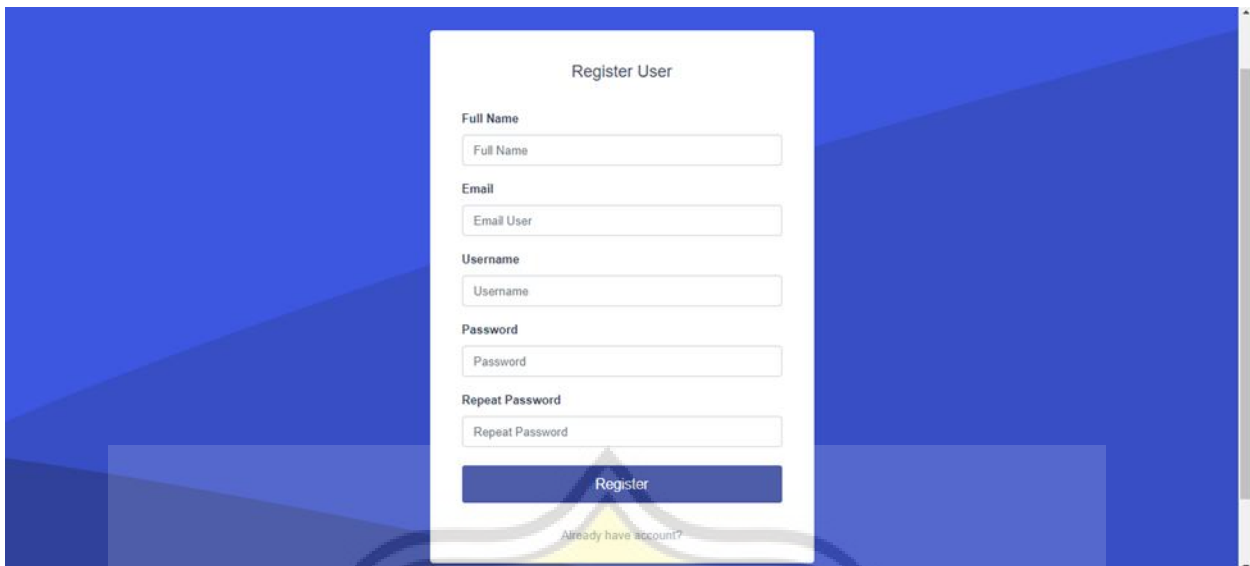 Register User
Full Name
Full Name
Email
Email User
Username
Username
Password
Password
Repeat Password
Repeat Password
Register
Already have account?